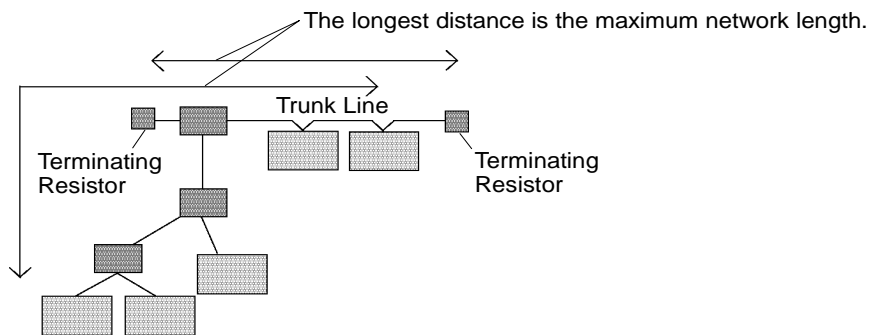 The longest distance is the maximum network length.
Trunk Line
Terminating
Resistor
Terminating
Resistor